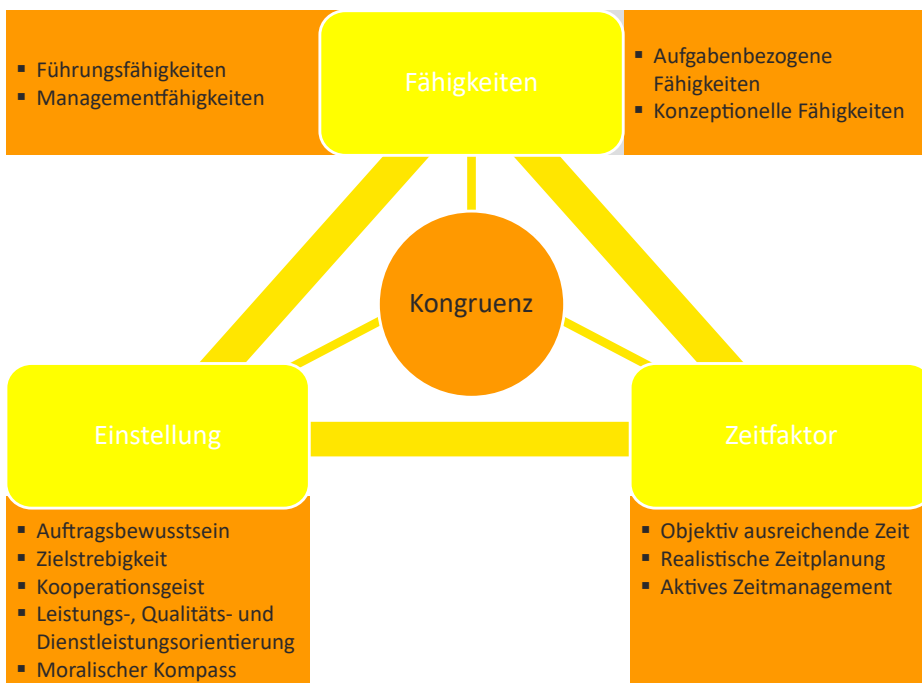 ▪ Führungsfähigkeiten
▪ Managementfähigkeiten
Fähigkeiten
▪ Aufgabenbezogene
Fähigkeiten
▪ Konzeptionelle Fähigkeiten
Kongruenz
Einstellung
▪ Auftragsbewusstsein
▪ Zielstrebigkeit
▪ Kooperationsgeist
▪ Leistungs-, Qualitäts- und
Dienstleistungsorientierung
▪ Moralischer Kompass
Zeitfaktor
▪ Objektiv ausreichende Zeit
▪ Realistische Zeitplanung
▪ Aktives Zeitmanagement